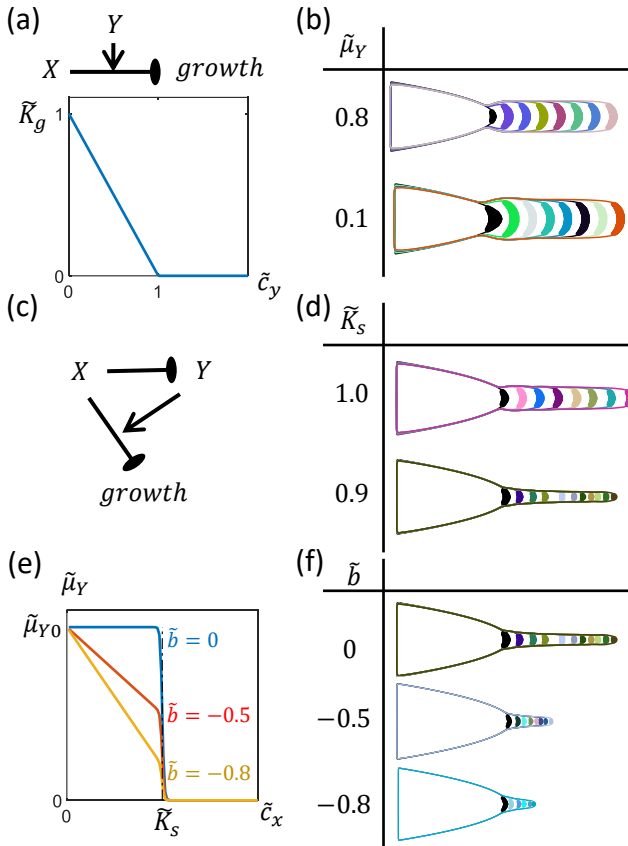 (a)
Y
X growth
K̃g 1
0
0 1 c̃y
(b)
μ̃Y
0.8
0.1
(c)
X Y
growth
(d)
K̃s
1.0
0.9
(e)
μ̃Y
μ̃Y0
b̃ = 0
b̃ = −0.5
b̃ = −0.8
0
0 K̃s c̃x
(f)
b̃
0
−0.5
−0.8